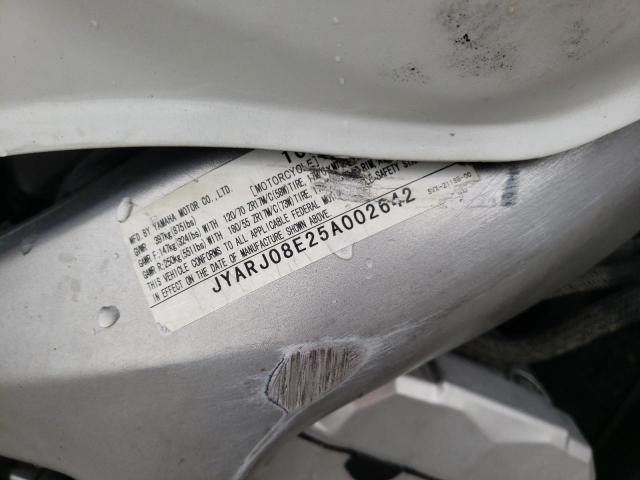 10
MFD BY YAMAHA MOTOR CO., LTD. [MOTORCYCLE]
GVWR 397kg(875lbs)
GAWR F:147kg(324lbs) WITH 120/70 ZR17M/C(58W)TIRE,
GAWR R:250kg(551lbs) WITH 180/55 ZR17M/C(73W)TIRE,
THIS VEHICLE CONFORMS TO ALL APPLICABLE FEDERAL SAFETY
IN EFFECT ON THE DATE OF MANUFACTURE SHOWN ABOVE.
JYARJ08E25A002642